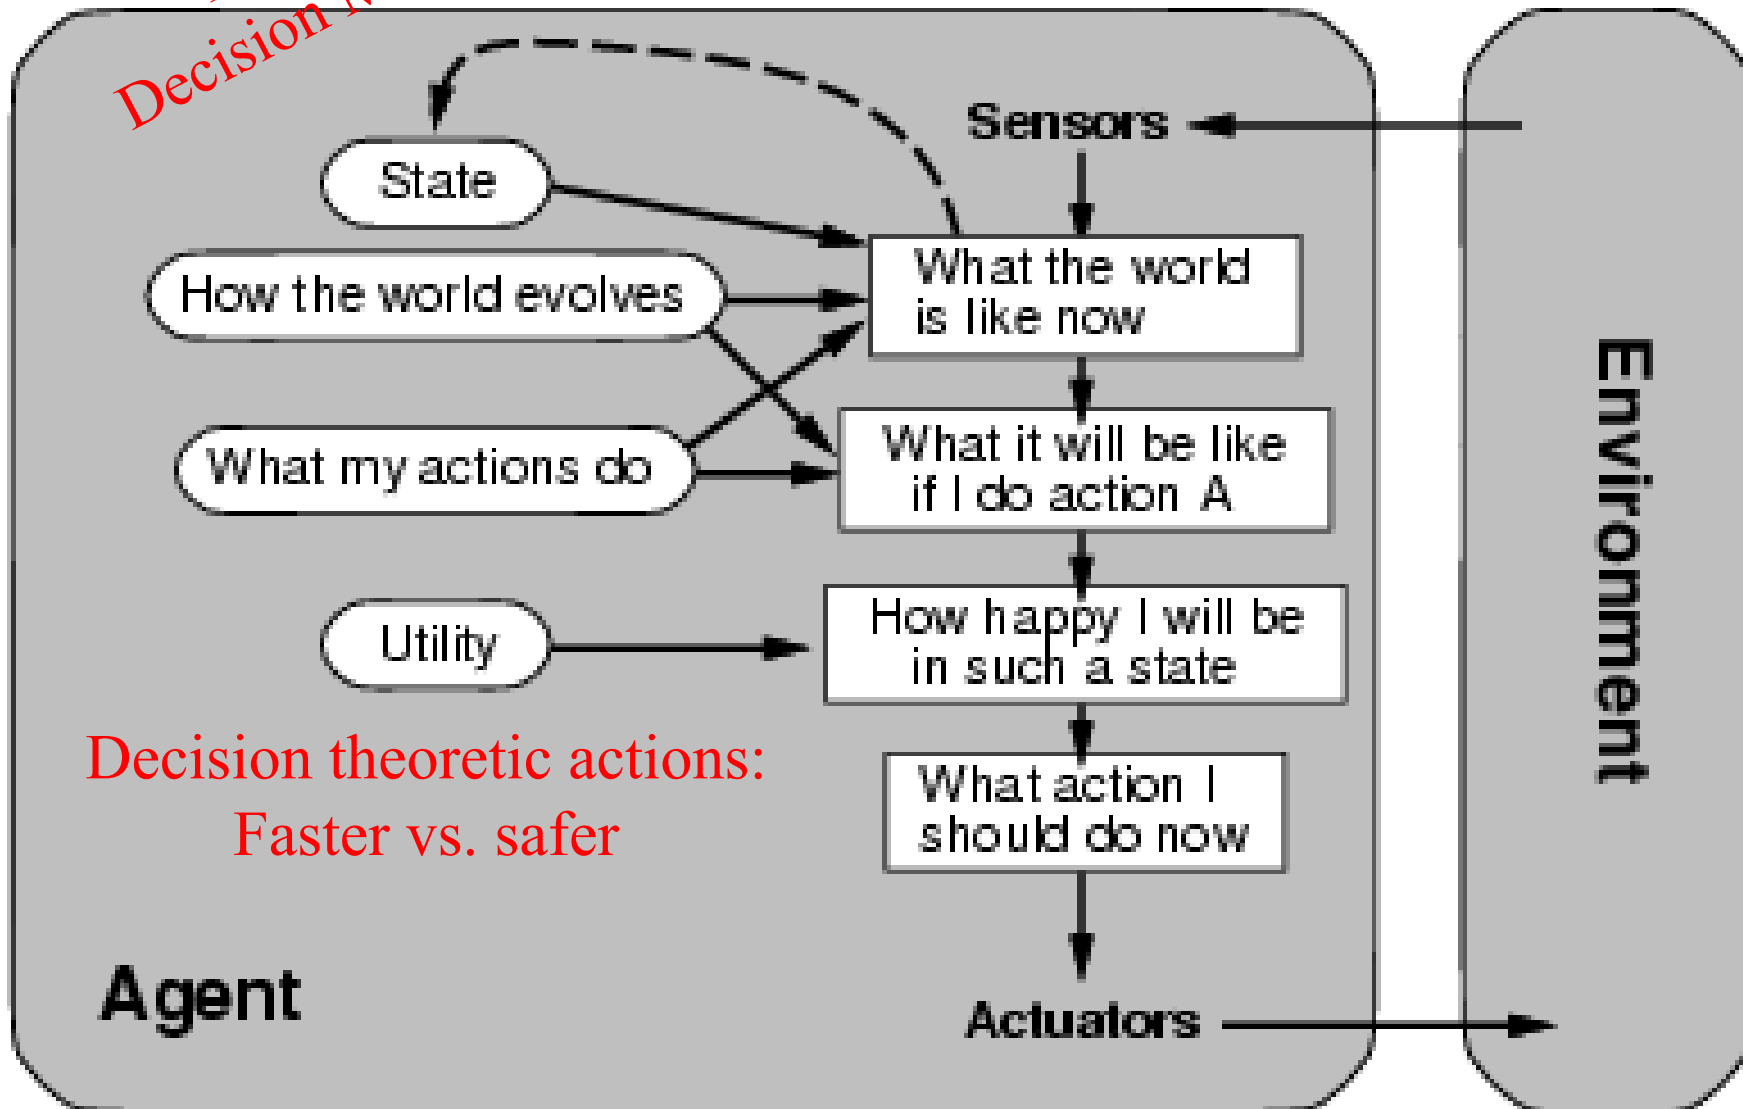 Decision
Sensors
State
What the world
is like now
How the world evolves
What it will be like
if I do action A
What my actions do
How happy I will be
in such a state
Utility
Decision theoretic actions:
Faster vs. safer
What action I
should do now
Agent
Actuators
Environment